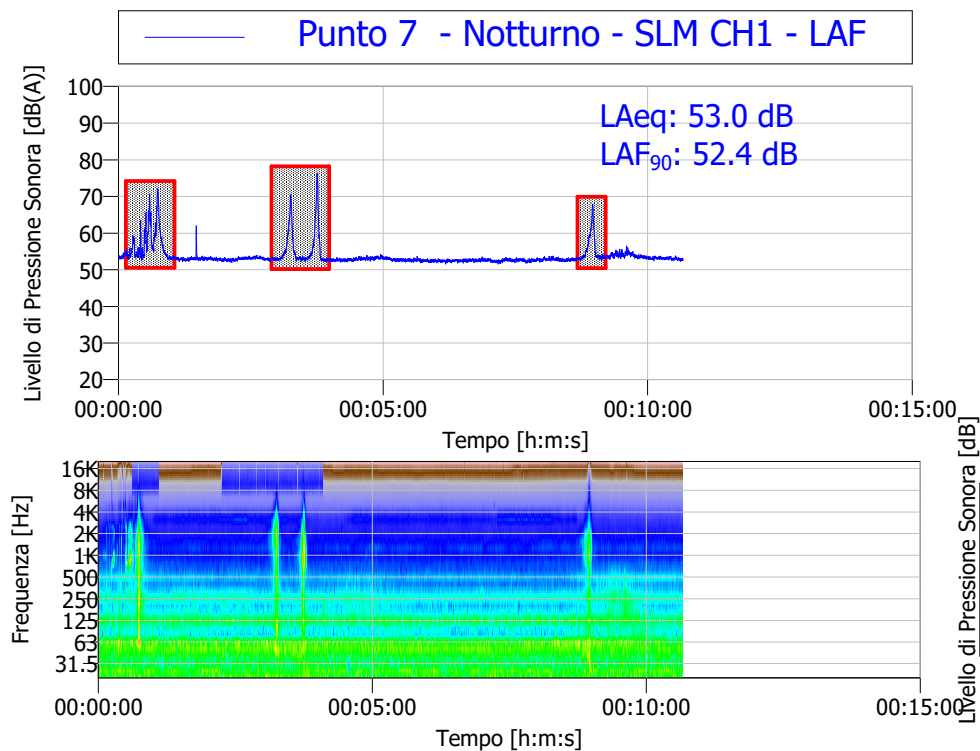 Punto 7 - Notturno - SLM CH1 - LAF
Livello di Pressione Sonora [dB(A)]
100
90
80
70
60
50
40
30
20
LAeq: 53.0 dB
LAF90: 52.4 dB
00:00:00 00:05:00 00:10:00 00:15:00
Tempo [h:m:s]
Frequenza [Hz]
16K
8K
4K
2K
1K
500
250
125
63
31.5
Livello di Pressione Sonora [dB]
00:00:00 00:05:00 00:10:00 00:15:00
Tempo [h:m:s]